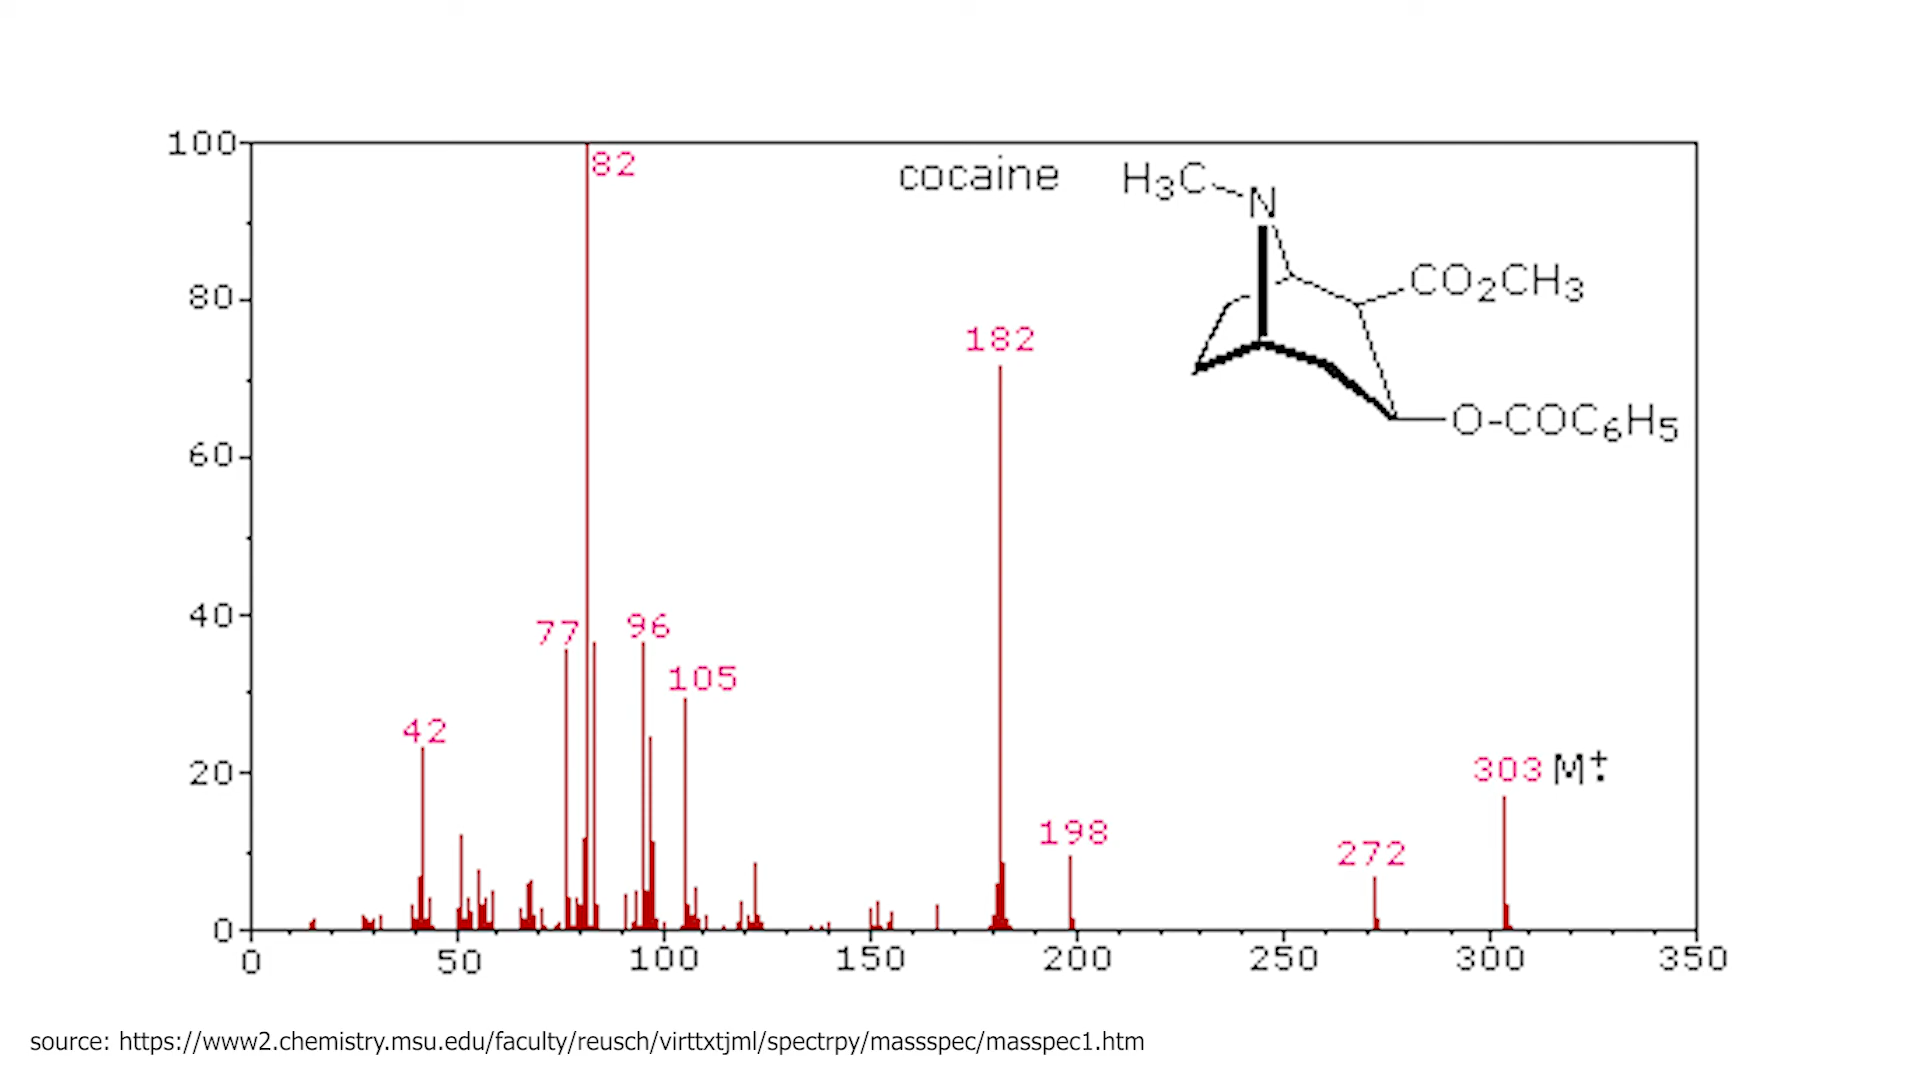 100
82
cocaine
H₃C
N
CO₂CH₃
80
182
O-COC₆H₅
60
40
77
96
105
42
20
303 M⁺•
198
272
0
0 50 100 150 200 250 300 350
source: https://www2.chemistry.msu.edu/faculty/reusch/virttxtjml/spectrpy/massspec/masspec1.htm